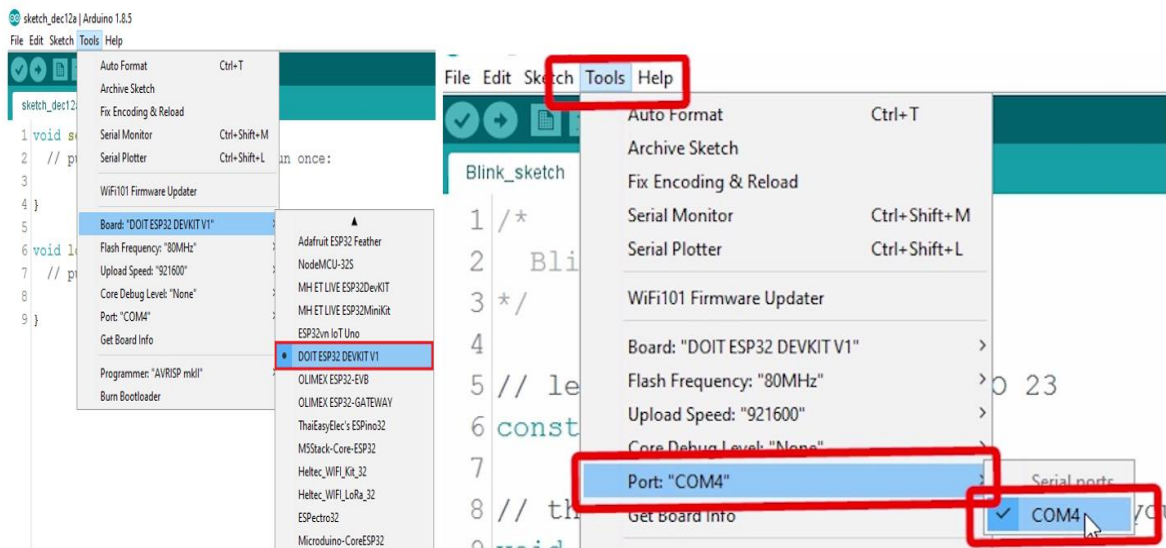 sketch_dec12a | Arduino 1.8.5
File Edit Sketch Tools Help
Auto Format Ctrl+T
Archive Sketch
sketch_dec12
Fix Encoding & Reload
1 void s
Serial Monitor Ctrl+Shift+M
2 // p
Serial Plotter Ctrl+Shift+L
un once:
3
WiFi101 Firmware Updater
4 }
5
Board: "DOIT ESP32 DEVKIT V1"
6 void l
Flash Frequency: "80MHz"
7 // p
Upload Speed: "921600"
8
Core Debug Level: "None"
9 }
Port: "COM4"
Get Board Info
Programmer: "AVRISP mkII"
Burn Bootloader
Adafruit ESP32 Feather
NodeMCU-32S
MH ET LIVE ESP32DevKIT
MH ET LIVE ESP32MiniKit
ESP32vn IoT Uno
DOIT ESP32 DEVKIT V1
OLIMEX ESP32-EVB
OLIMEX ESP32-GATEWAY
ThaiEasyElec's ESPino32
M5Stack-Core-ESP32
Heltec_WIFI_Kit_32
Heltec_WIFI_LoRa_32
ESPectro32
Microduino-CoreESP32
File Edit Sketch Tools Help
Auto Format Ctrl+T
Archive Sketch
Blink_sketch
Fix Encoding & Reload
1 /*
Serial Monitor Ctrl+Shift+M
2 Bli
Serial Plotter Ctrl+Shift+L
3 */
WiFi101 Firmware Updater
4
Board: "DOIT ESP32 DEVKIT V1"
5 // le
Flash Frequency: "80MHz"
O 23
6 const
Upload Speed: "921600"
Core Debug Level: "None"
7
Port: "COM4"
Serial ports
8 // th
Get Board Info
COM4
you
9 void